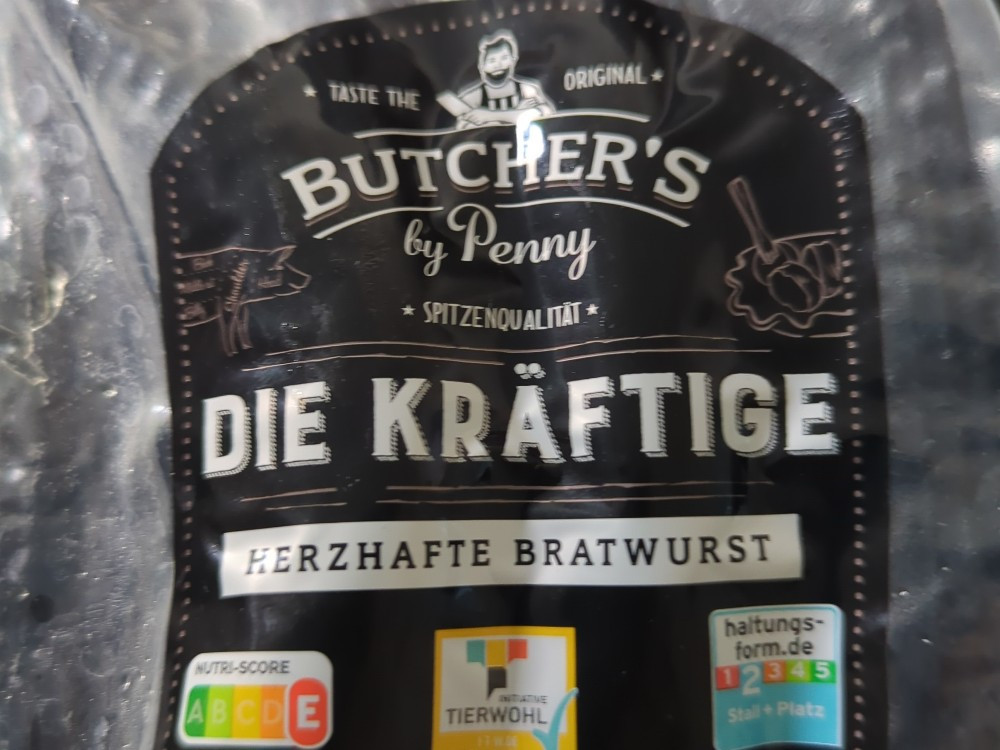 TASTE THE ORIGINAL
BUTCHER'S
by Penny
SPITZENQUALITÄT
DIE KRÄFTIGE
HERZHAFTE BRATWURST
NUTRI-SCORE
A B C D E
INITIATIVE
TIERWOHL
haltungs-
form.de
1 2 3 4 5
Stall + Platz